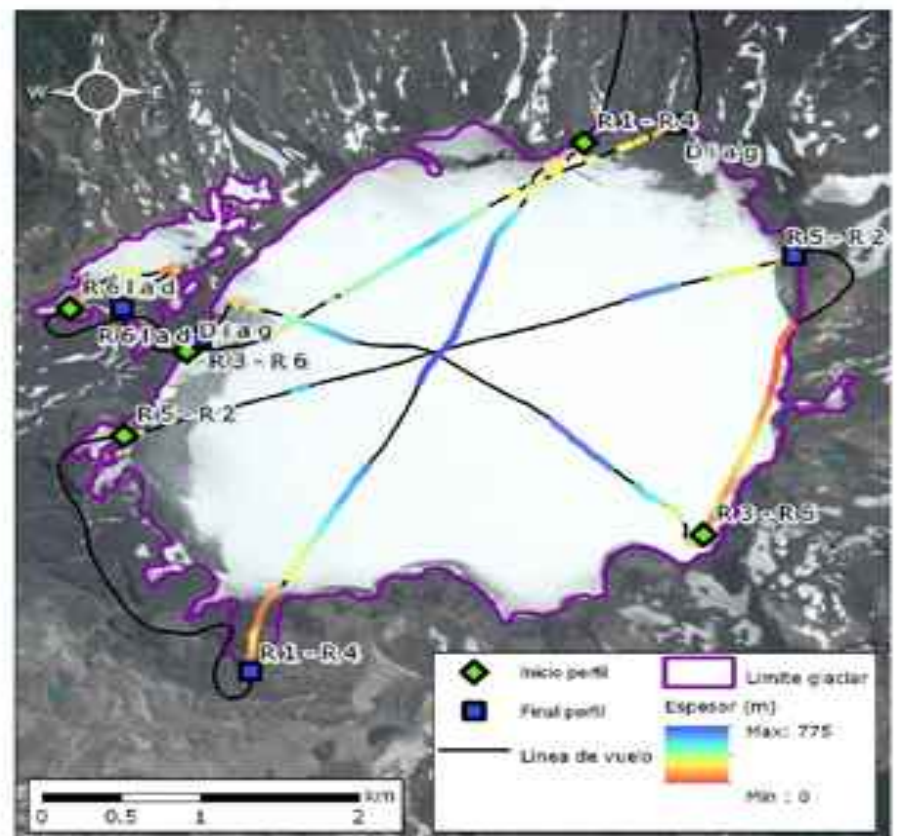 N
W E
S
R1-R4
Diag
R5-R2
R6lad
R6lad
Diag
R3-R6
R5-R2
R3-R6
R1-R4
Inicio perfil
Final perfil
Linea de vuelo
Limite glaciar
Espesor (m)
Max: 775
Min : 0
km
0 0.5 1 2